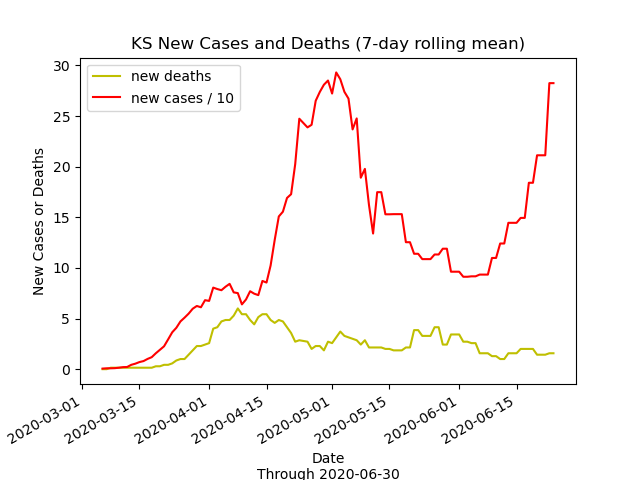 KS New Cases and Deaths (7-day rolling mean)
new deaths
new cases / 10
New Cases or Deaths
30
25
20
15
10
5
0
2020-03-01
2020-03-15
2020-04-01
2020-04-15
2020-05-01
2020-05-15
2020-06-01
2020-06-15
Date
Through 2020-06-30